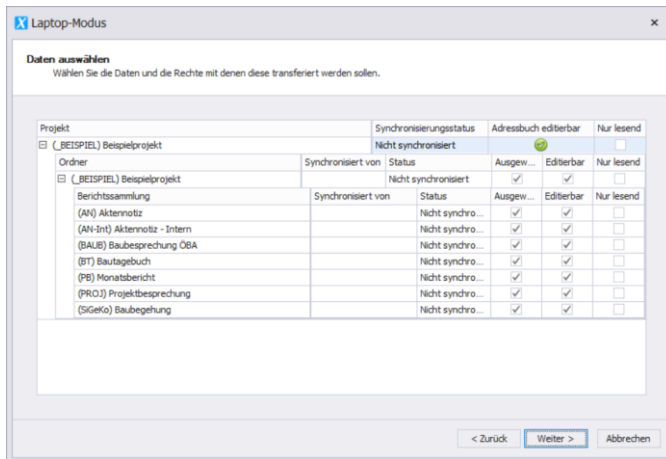 Laptop-Modus
Daten auswählen
Wählen Sie die Daten und die Rechte mit denen diese transferiert werden sollen.
Projekt Synchronisierungsstatus Adressbuch editierbar Nur lesend
(_BEISPIEL) Beispielprojekt Nicht synchronisiert
Ordner Synchronisiert von Status Ausgew... Editierbar Nur lesend
(_BEISPIEL) Beispielprojekt Nicht synchronisiert
Berichtssammlung Synchronisiert von Status Ausgew... Editierbar Nur lesend
(AN) Aktennotiz Nicht synchro...
(AN-Int) Aktennotiz - Intern Nicht synchro...
(BAUB) Baubesprechung ÖBA Nicht synchro...
(BT) Bautagebuch Nicht synchro...
(PB) Monatsbericht Nicht synchro...
(PROJ) Projektbesprechung Nicht synchro...
(SiGeKo) Baubegehung Nicht synchro...
< Zurück Weiter > Abbrechen